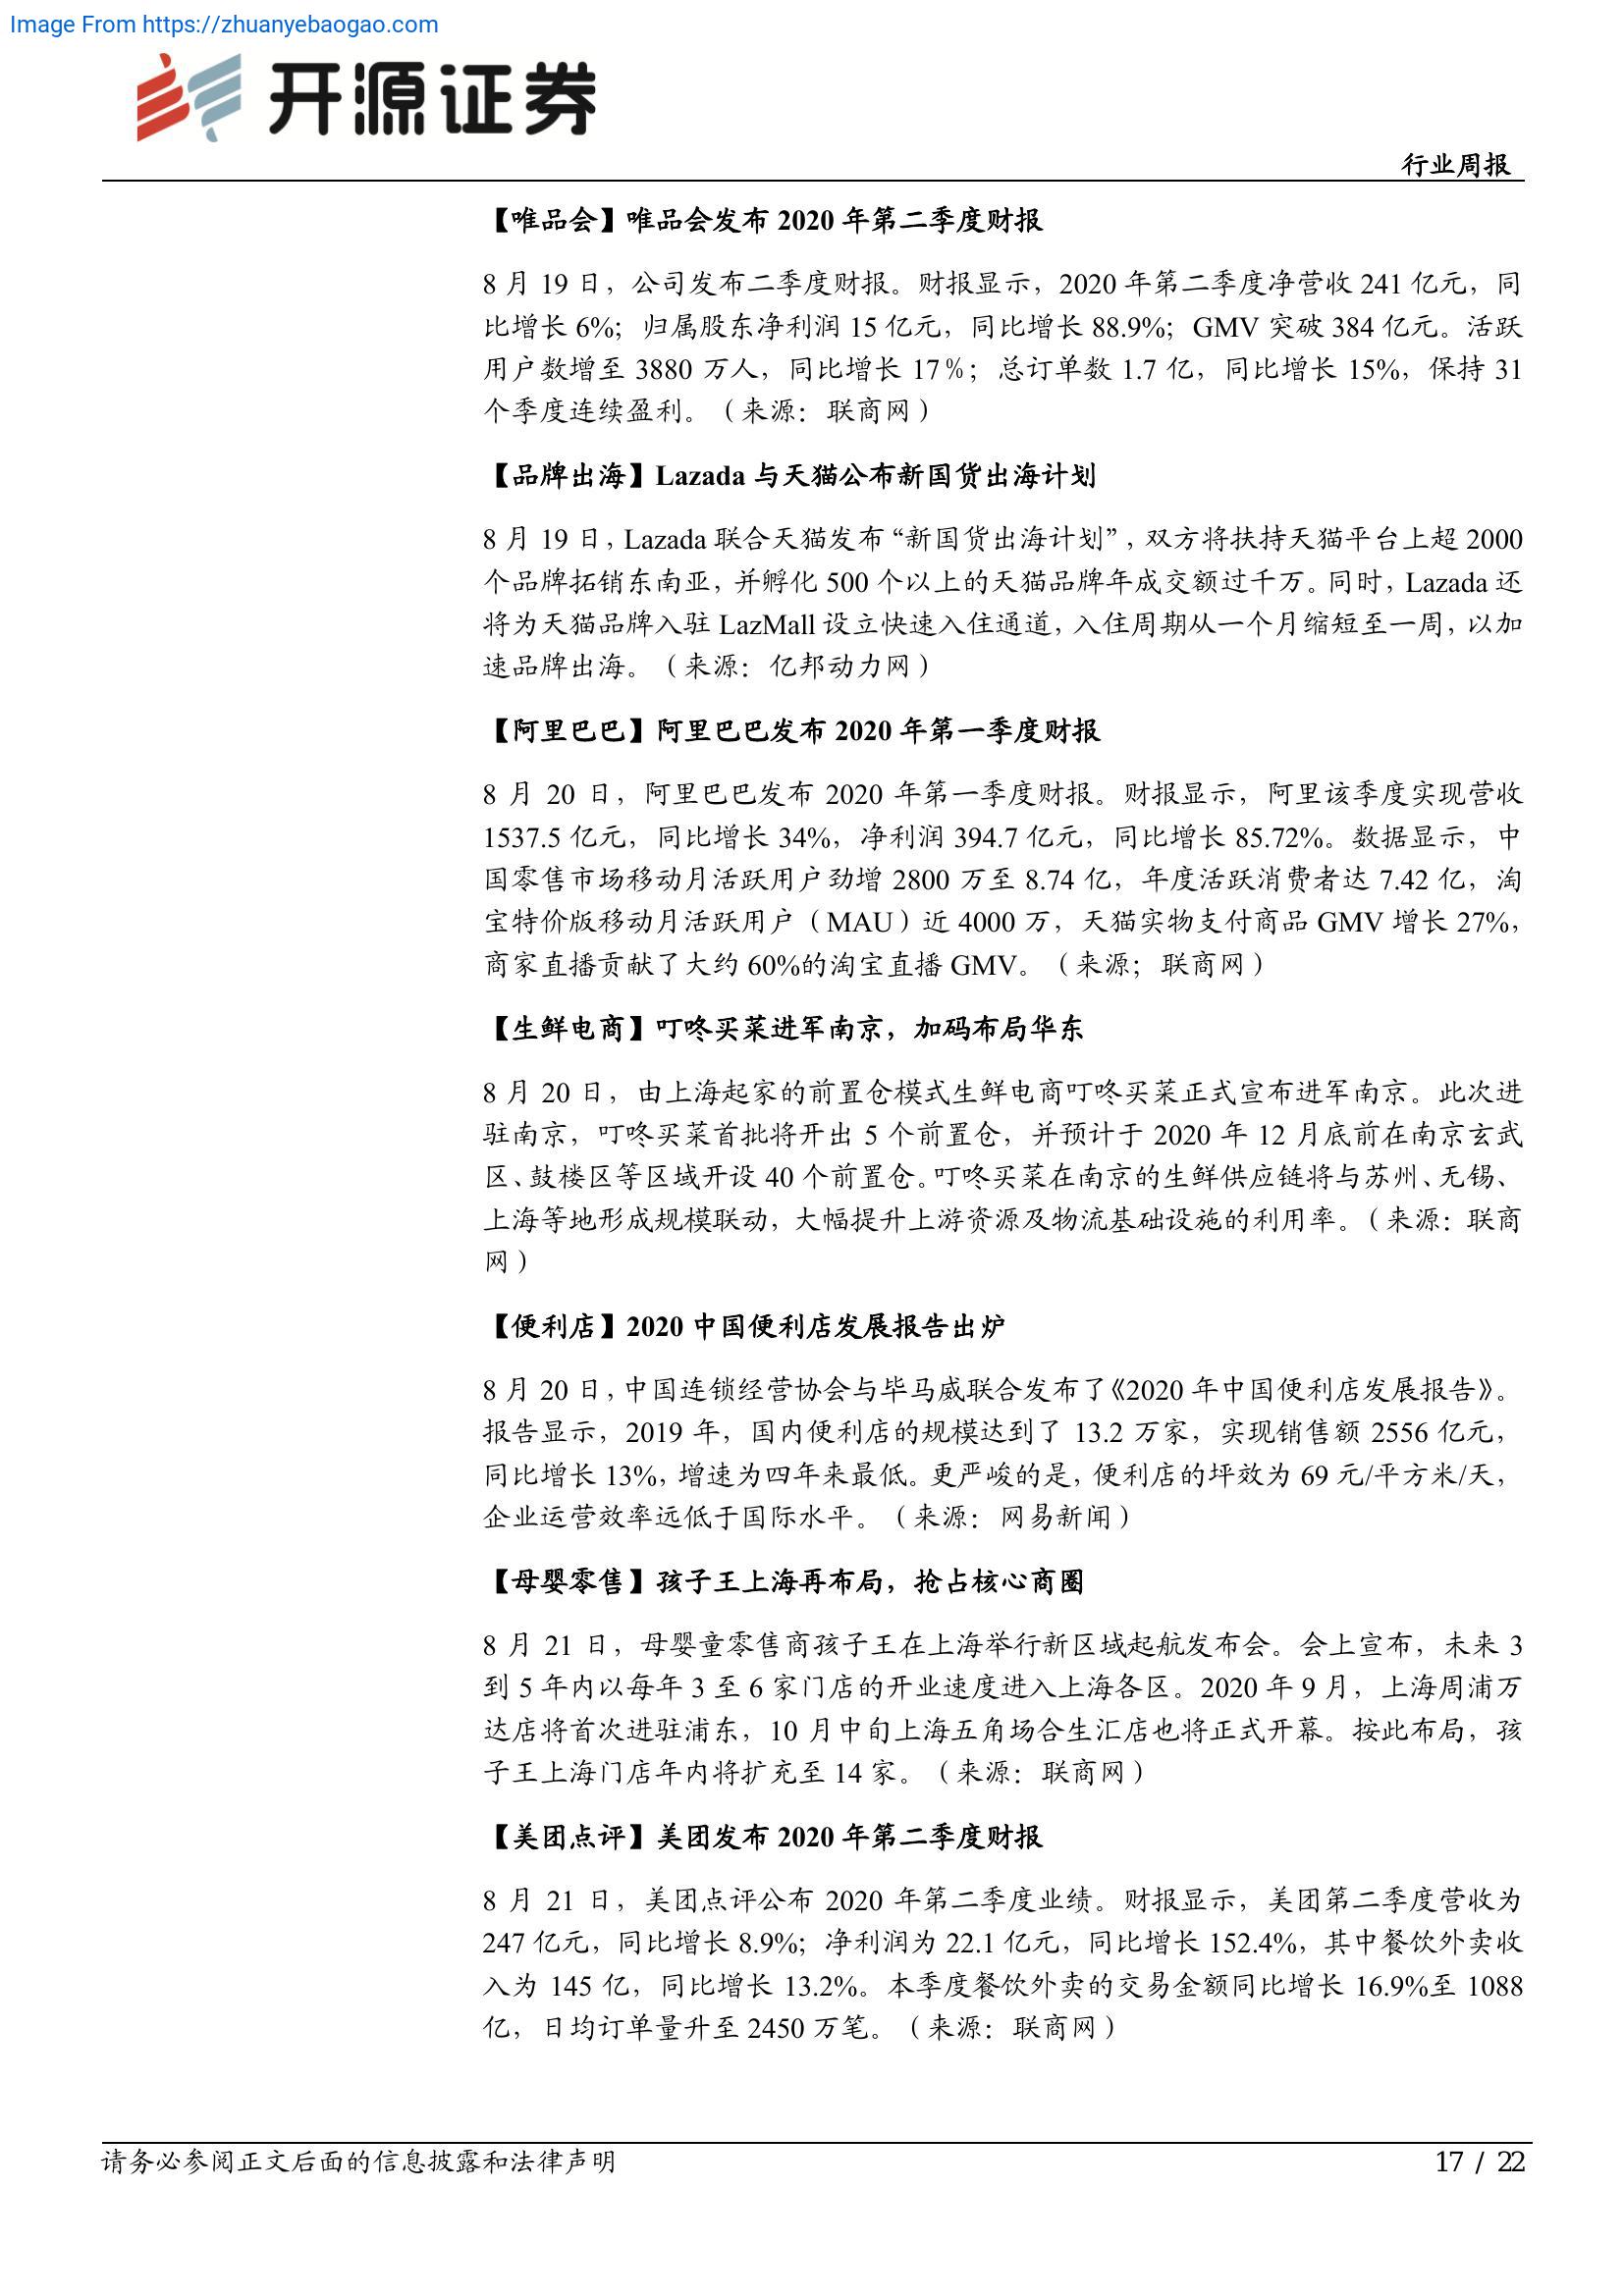 Image From https://zhuanyebaogao.com
开源证券
行业周报
【唯品会】唯品会发布 2020 年第二季度财报
8 月 19 日，公司发布二季度财报。财报显示，2020 年第二季度净营收 241 亿元，同
比增长 6%；归属股东净利润 15 亿元，同比增长 88.9%；GMV 突破 384 亿元。活跃
用户数增至 3880 万人，同比增长 17％；总订单数 1.7 亿，同比增长 15%，保持 31
个季度连续盈利。（来源：联商网）
【品牌出海】Lazada 与天猫公布新国货出海计划
8 月 19 日，Lazada 联合天猫发布“新国货出海计划”，双方将扶持天猫平台上超 2000
个品牌拓销东南亚，并孵化 500 个以上的天猫品牌年成交额过千万。同时，Lazada 还
将为天猫品牌入驻 LazMall 设立快速入住通道，入住周期从一个月缩短至一周，以加
速品牌出海。（来源：亿邦动力网）
【阿里巴巴】阿里巴巴发布 2020 年第一季度财报
8 月 20 日，阿里巴巴发布 2020 年第一季度财报。财报显示，阿里该季度实现营收
1537.5 亿元，同比增长 34%，净利润 394.7 亿元，同比增长 85.72%。数据显示，中
国零售市场移动月活跃用户劲增 2800 万至 8.74 亿，年度活跃消费者达 7.42 亿，淘
宝特价版移动月活跃用户（MAU）近 4000 万，天猫实物支付商品 GMV 增长 27%，
商家直播贡献了大约 60%的淘宝直播 GMV。（来源；联商网）
【生鲜电商】叮咚买菜进军南京，加码布局华东
8 月 20 日，由上海起家的前置仓模式生鲜电商叮咚买菜正式宣布进军南京。此次进
驻南京，叮咚买菜首批将开出 5 个前置仓，并预计于 2020 年 12 月底前在南京玄武
区、鼓楼区等区域开设 40 个前置仓。叮咚买菜在南京的生鲜供应链将与苏州、无锡、
上海等地形成规模联动，大幅提升上游资源及物流基础设施的利用率。（来源：联商
网）
【便利店】2020 中国便利店发展报告出炉
8 月 20 日，中国连锁经营协会与毕马威联合发布了《2020 年中国便利店发展报告》。
报告显示，2019 年，国内便利店的规模达到了 13.2 万家，实现销售额 2556 亿元，
同比增长 13%，增速为四年来最低。更严峻的是，便利店的坪效为 69 元/平方米/天，
企业运营效率远低于国际水平。（来源：网易新闻）
【母婴零售】孩子王上海再布局，抢占核心商圈
8 月 21 日，母婴童零售商孩子王在上海举行新区域起航发布会。会上宣布，未来 3
到 5 年内以每年 3 至 6 家门店的开业速度进入上海各区。2020 年 9 月，上海周浦万
达店将首次进驻浦东，10 月中旬上海五角场合生汇店也将正式开幕。按此布局，孩
子王上海门店年内将扩充至 14 家。（来源：联商网）
【美团点评】美团发布 2020 年第二季度财报
8 月 21 日，美团点评公布 2020 年第二季度业绩。财报显示，美团第二季度营收为
247 亿元，同比增长 8.9%；净利润为 22.1 亿元，同比增长 152.4%，其中餐饮外卖收
入为 145 亿，同比增长 13.2%。本季度餐饮外卖的交易金额同比增长 16.9%至 1088
亿，日均订单量升至 2450 万笔。（来源：联商网）
请务必参阅正文后面的信息披露和法律声明
17 / 22